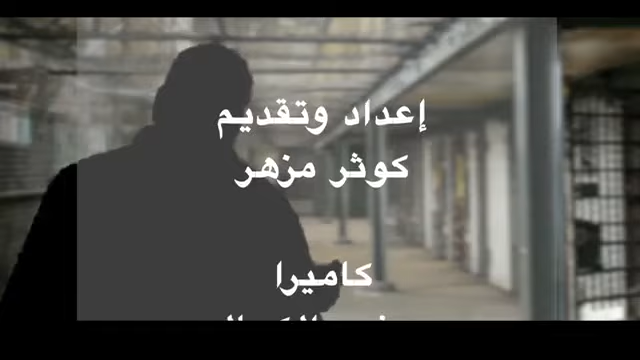 إعداد وتقديم
كوثر مزهر
كاميرا